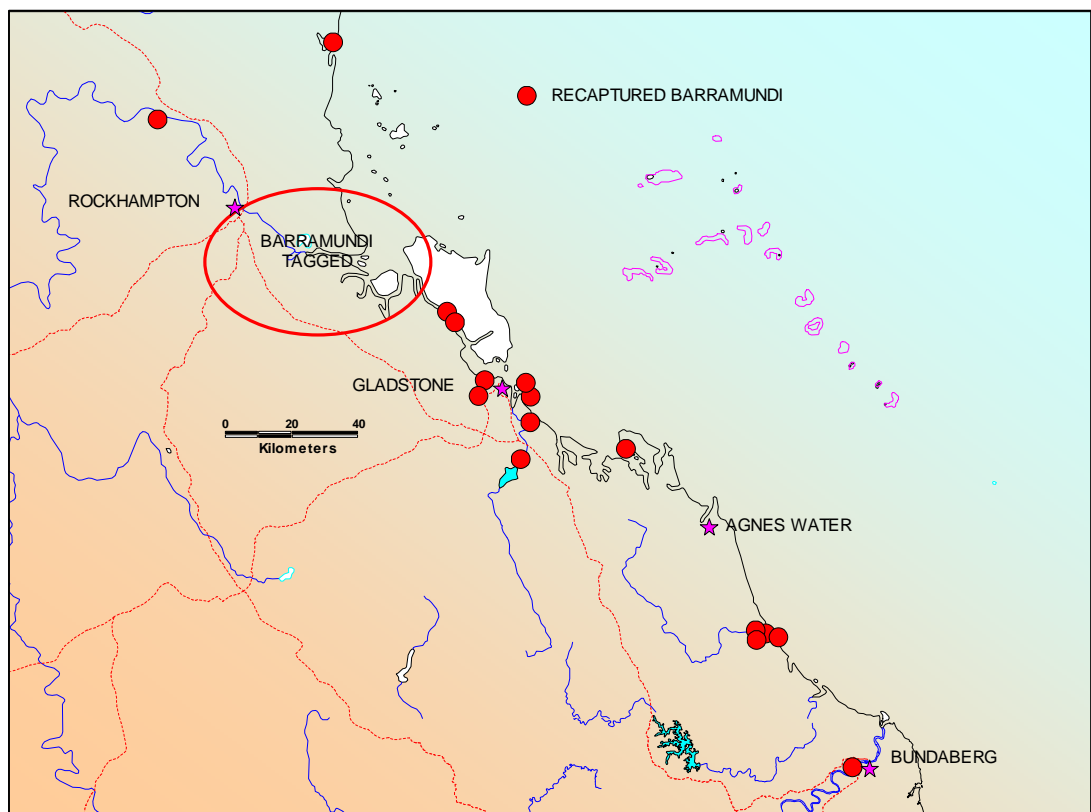 RECAPTURED BARRAMUNDI
ROCKHAMPTON
BARRAMUNDI
TAGGED
GLADSTONE
0 20 40
Kilometers
AGNES WATER
BUNDABERG